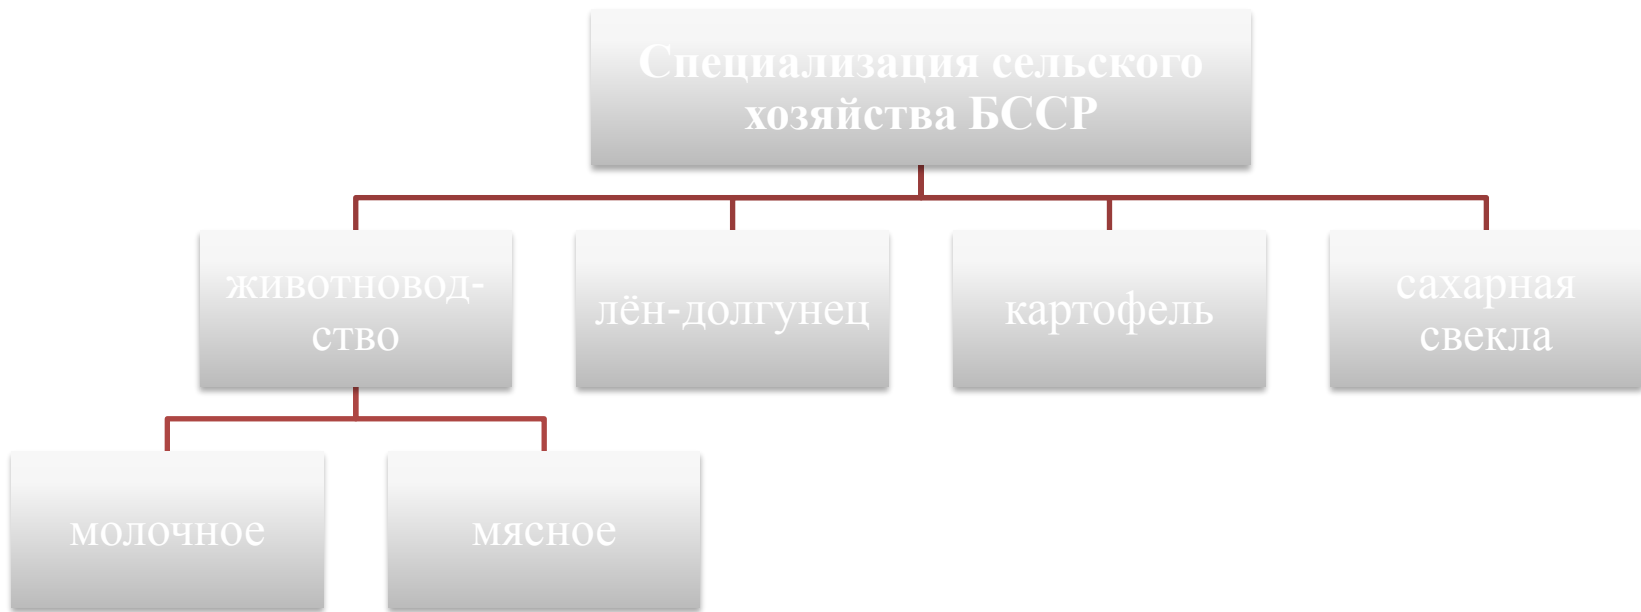 Специализация сельского
хозяйства БССР
животновод-
ство
лён-долгунец
картофель
сахарная
свекла
молочное
мясное